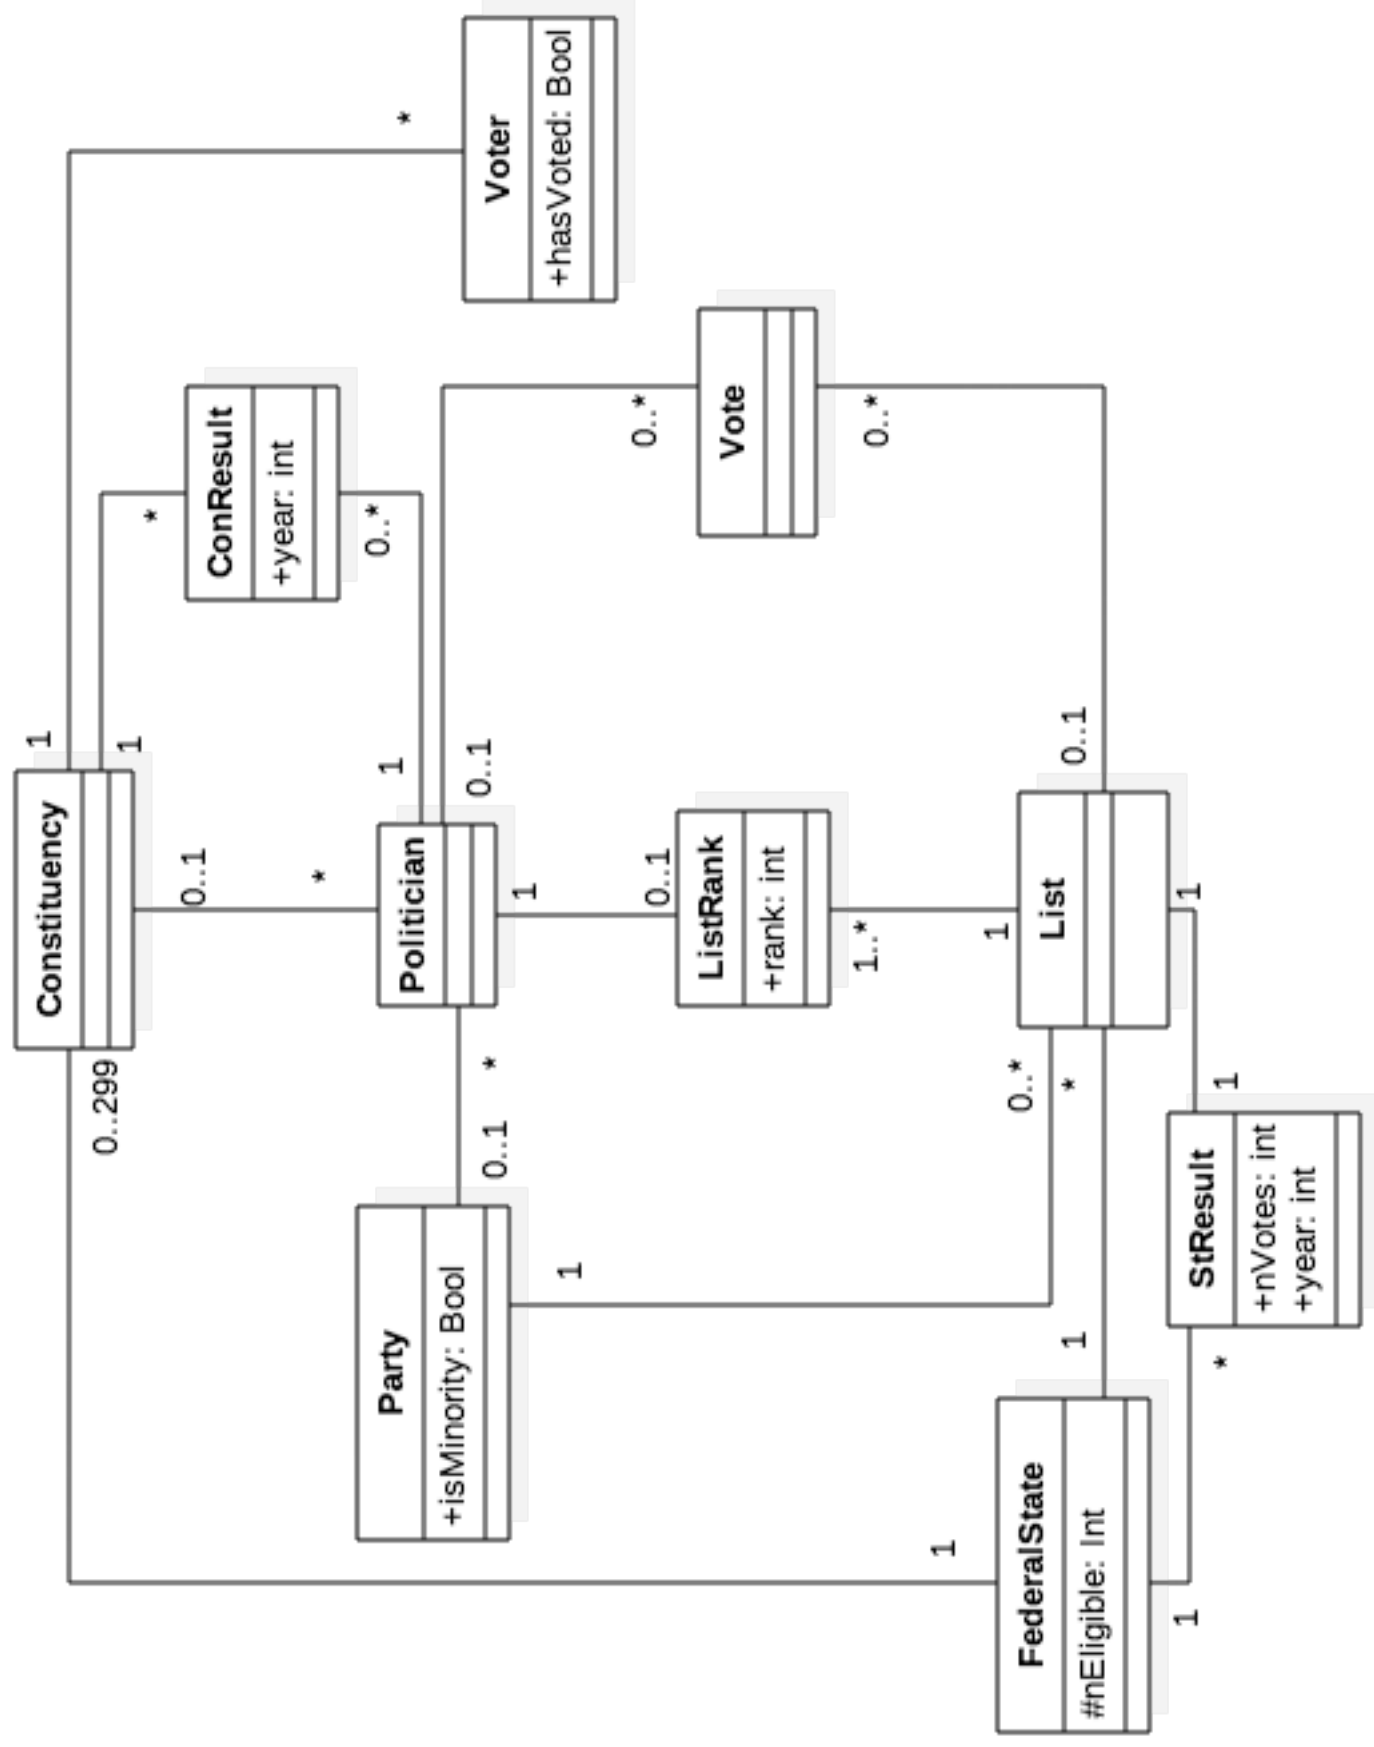 Constituency
1
1
0..299
0..1
*
*
ConResult
+year: int
0..*
*
Voter
+hasVoted: Bool
Party
+isMinority: Bool
0..1
*
1
Politician
1
0..1
1
0..1
ListRank
+rank: int
1..*
0..*
Vote
0..*
1
0..1
List
0..*
*
1
1
FederalState
#nEligible: Int
1
1
*
StResult
+nVotes: int
+year: int
1